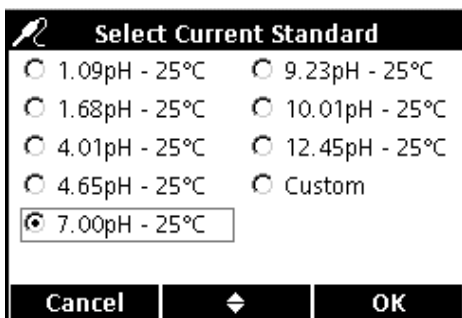 Select Current Standard
1.09pH - 25°C
1.68pH - 25°C
4.01pH - 25°C
4.65pH - 25°C
7.00pH - 25°C
9.23pH - 25°C
10.01pH - 25°C
12.45pH - 25°C
Custom
Cancel
OK